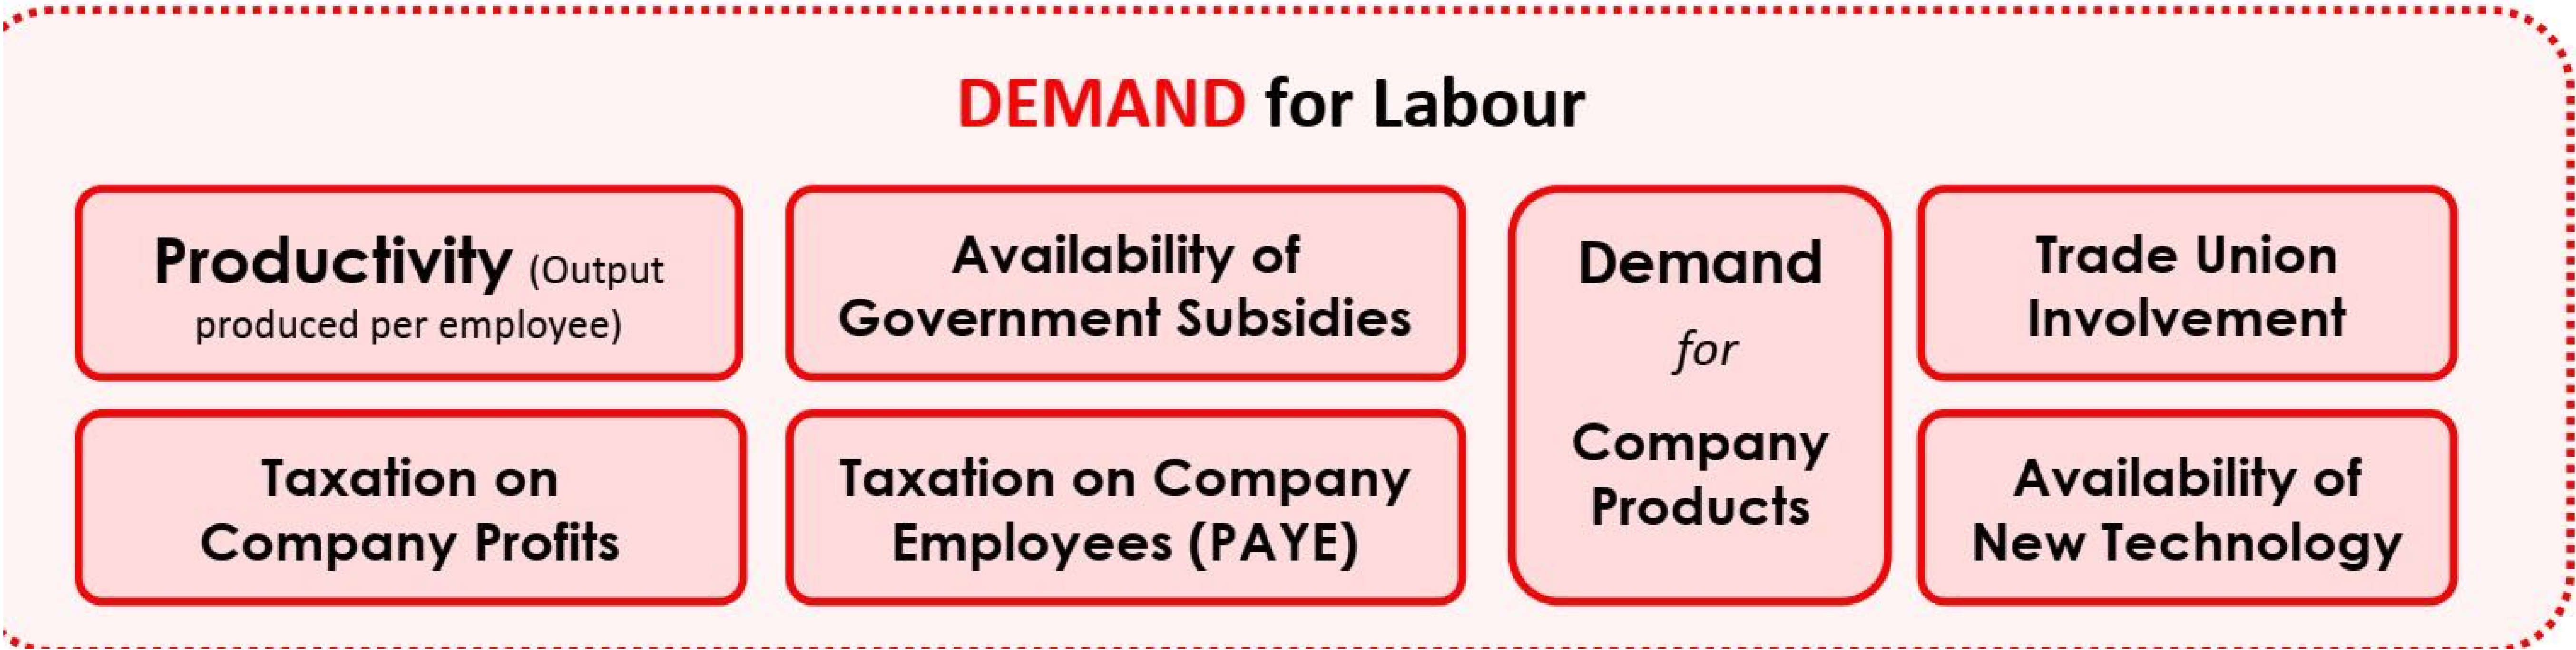 DEMAND for Labour
Productivity (Output
produced per employee)
Availability of
Government Subsidies
Demand
for
Company
Products
Trade Union
Involvement
Taxation on
Company Profits
Taxation on Company
Employees (PAYE)
Availability of
New Technology